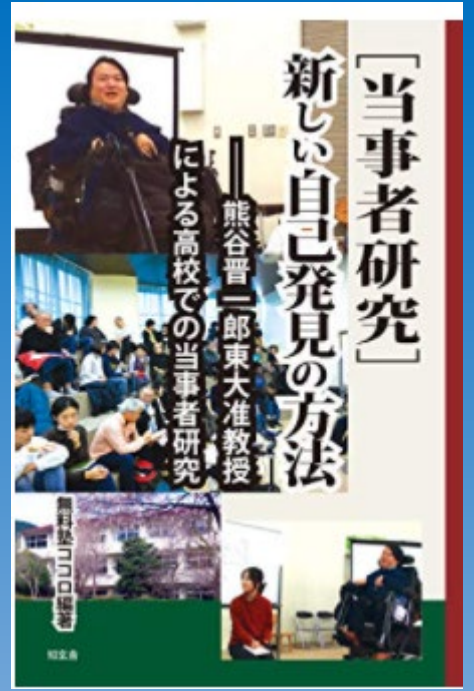 ［当事者研究］
新しい自己発見の方法
――熊谷晋一郎東大准教授
による高校での当事者研究
無料塾ココロ編著
知玄舎